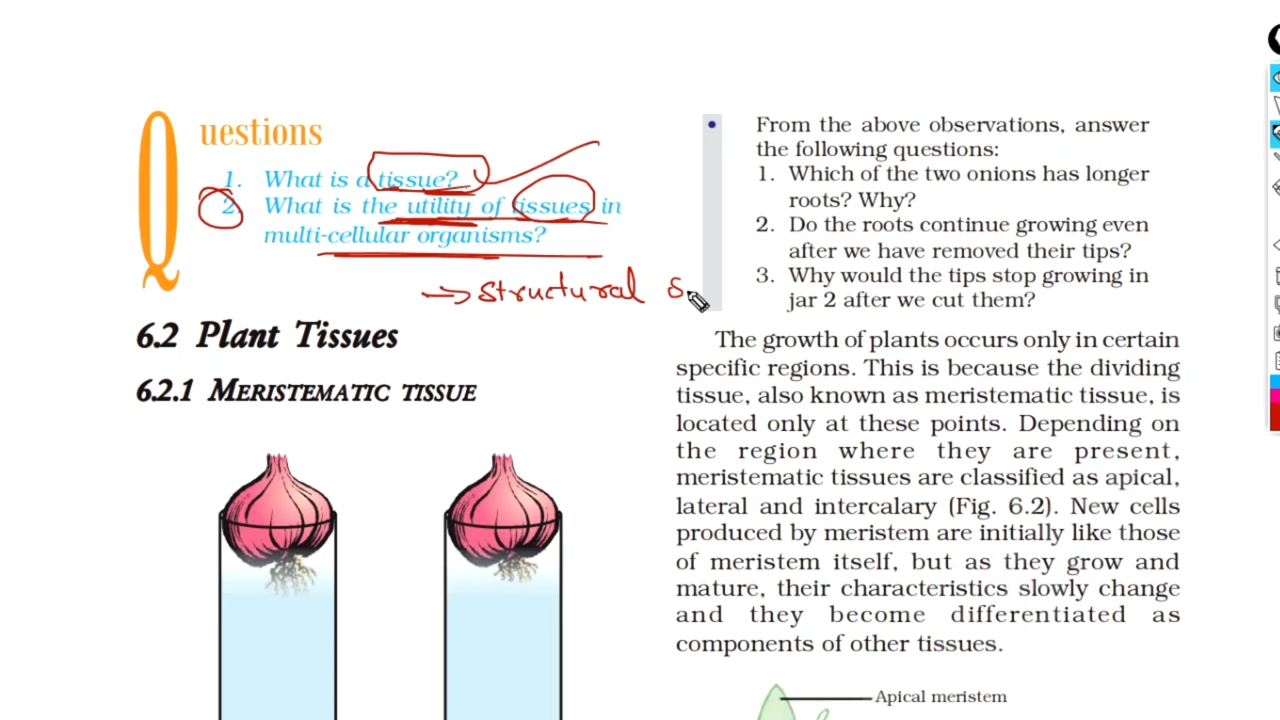 Questions
1. What is a tissue?
2. What is the utility of tissues in
multi-cellular organisms?
→ structural s
6.2 Plant Tissues
6.2.1 MERISTEMATIC TISSUE
• From the above observations, answer
the following questions:
1. Which of the two onions has longer
roots? Why?
2. Do the roots continue growing even
after we have removed their tips?
3. Why would the tips stop growing in
jar 2 after we cut them?
The growth of plants occurs only in certain
specific regions. This is because the dividing
tissue, also known as meristematic tissue, is
located only at these points. Depending on
the region where they are present,
meristematic tissues are classified as apical,
lateral and intercalary (Fig. 6.2). New cells
produced by meristem are initially like those
of meristem itself, but as they grow and
mature, their characteristics slowly change
and they become differentiated as
components of other tissues.
Apical meristem